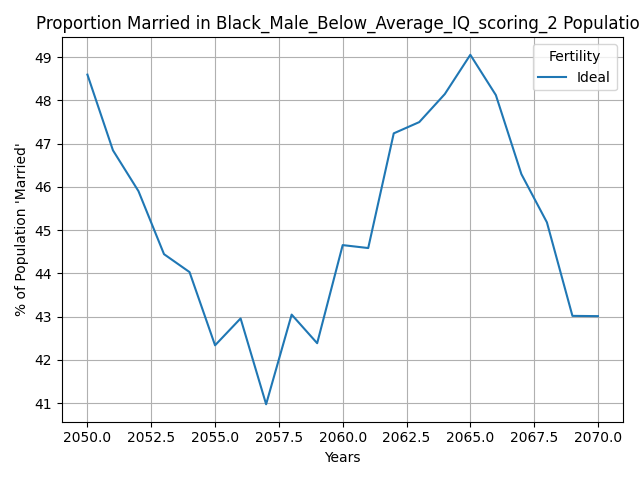 Proportion Married in Black_Male_Below_Average_IQ_scoring_2 Populatio
Fertility
Ideal
% of Population 'Married'
49
48
47
46
45
44
43
42
41
2050.0 2052.5 2055.0 2057.5 2060.0 2062.5 2065.0 2067.5 2070.0
Years